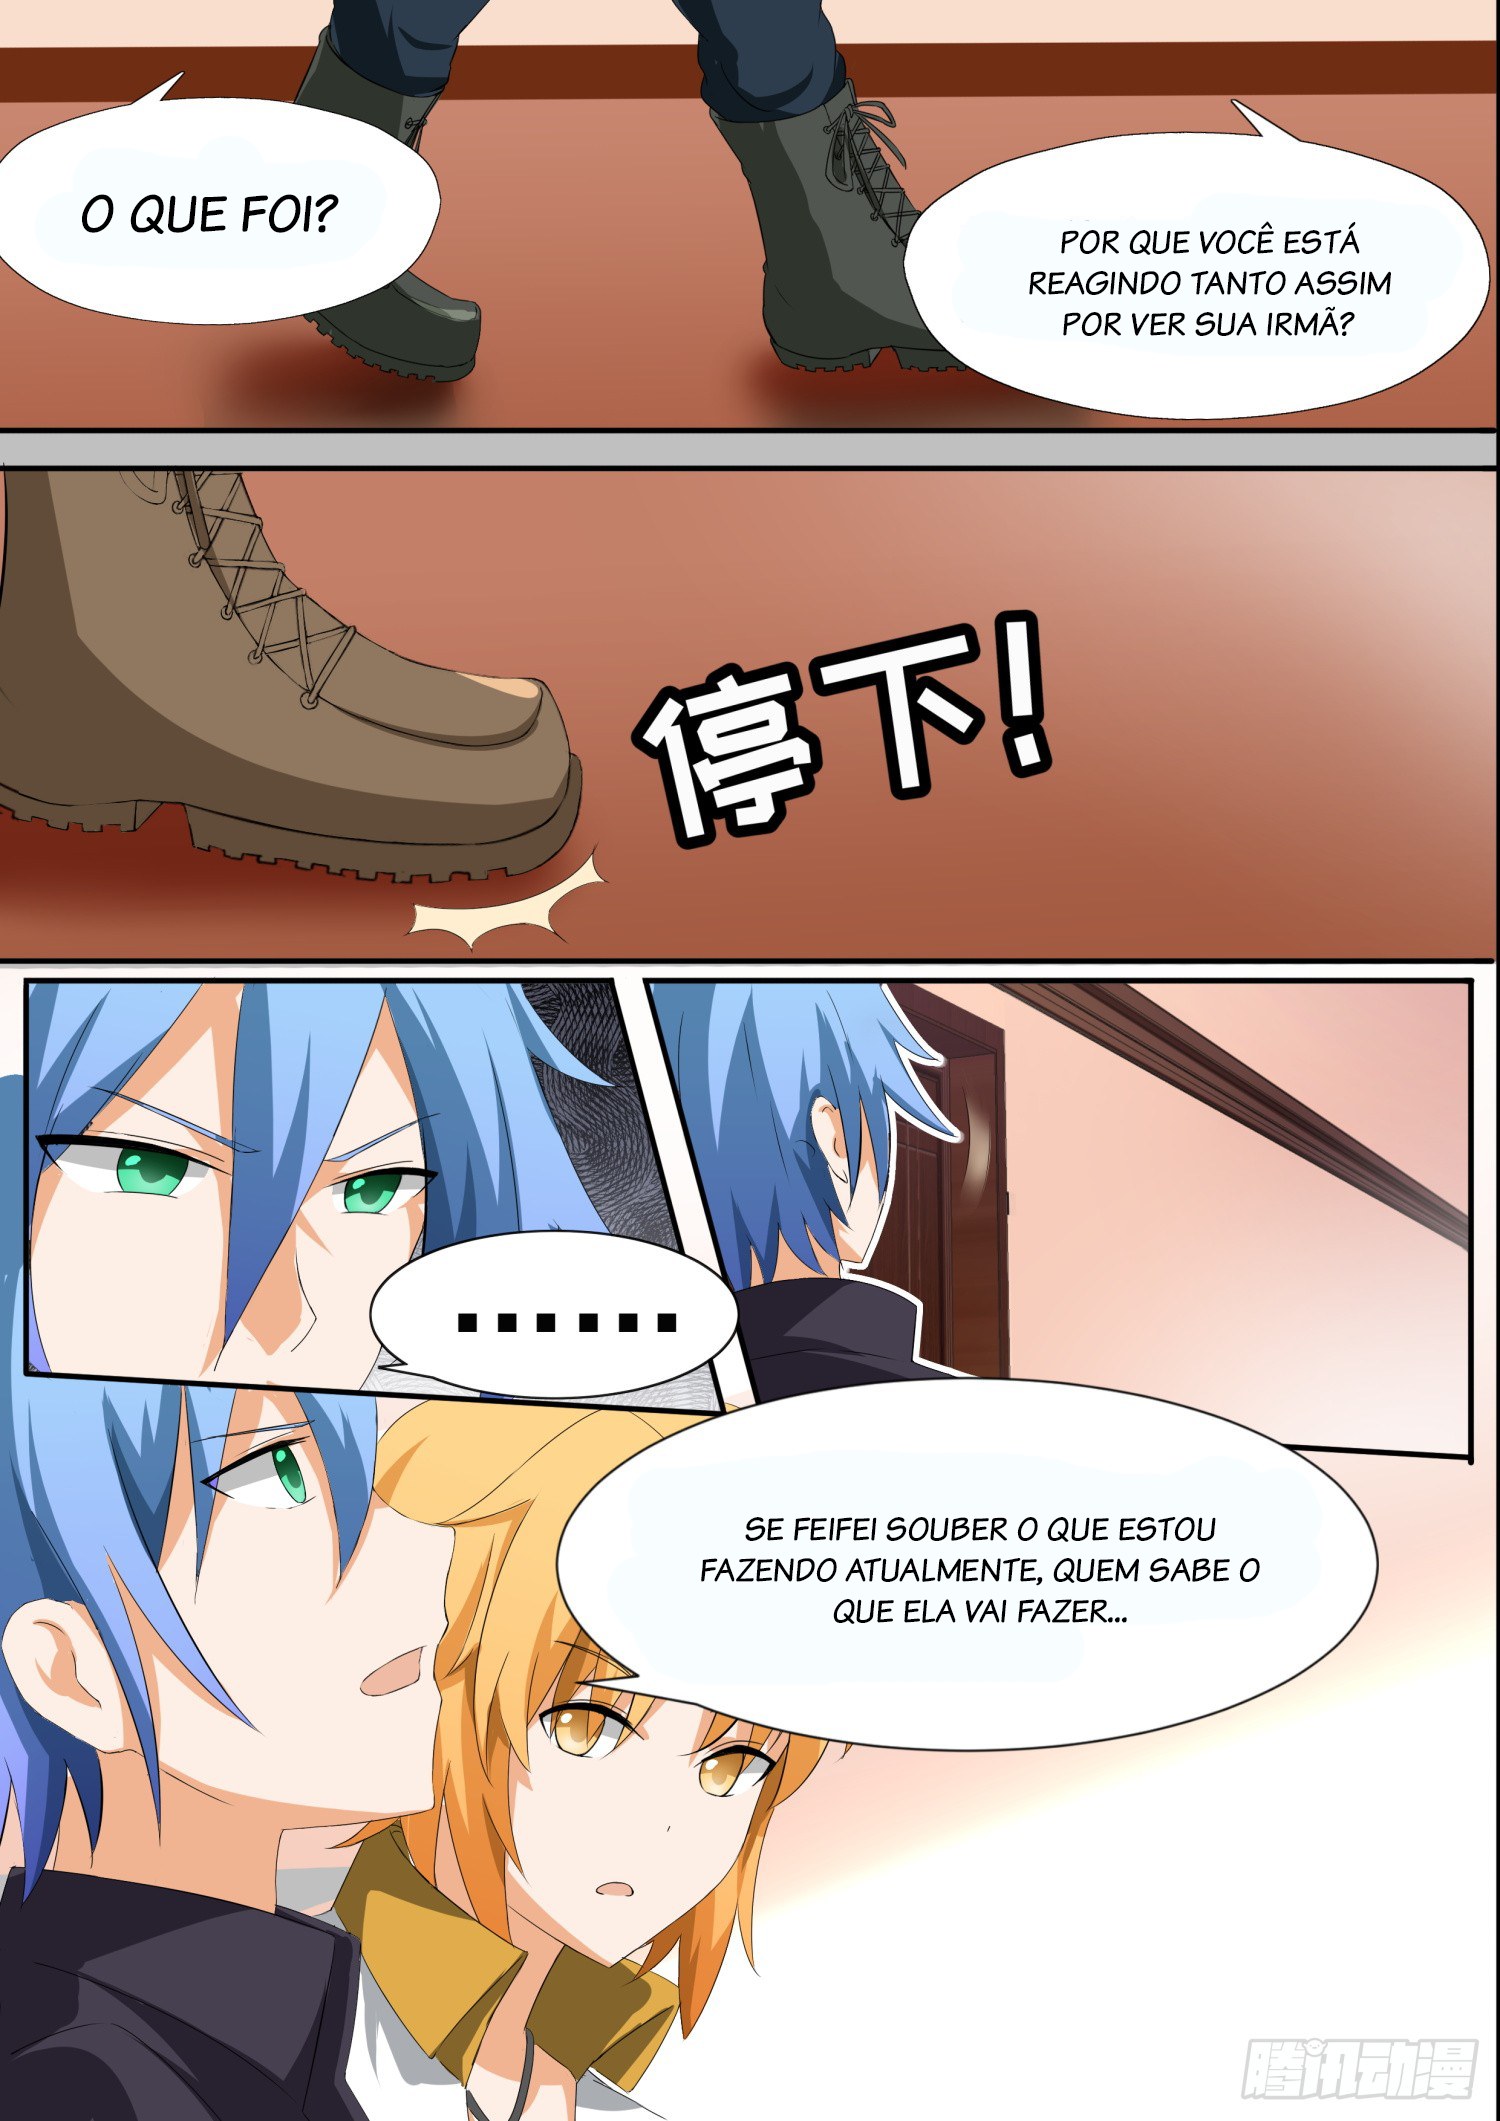 O QUE FOI?
POR QUE VOCÊ ESTÁ
REAGINDO TANTO ASSIM
POR VER SUA IRMÃ?
停下!
......
SE FEIFEI SOUBER O QUE ESTOU
FAZENDO ATUALMENTE, QUEM SABE O
QUE ELA VAI FAZER...
腾讯动漫